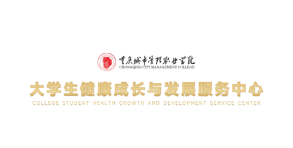 重庆城市管理职业学院
CHONGQING CITY MANAGEMENT COLLEGE
大学生健康成长与发展服务中心
COLLEGE STUDENT HEALTH GROWTH AND DEVELOPMENT SERVICE CENTER